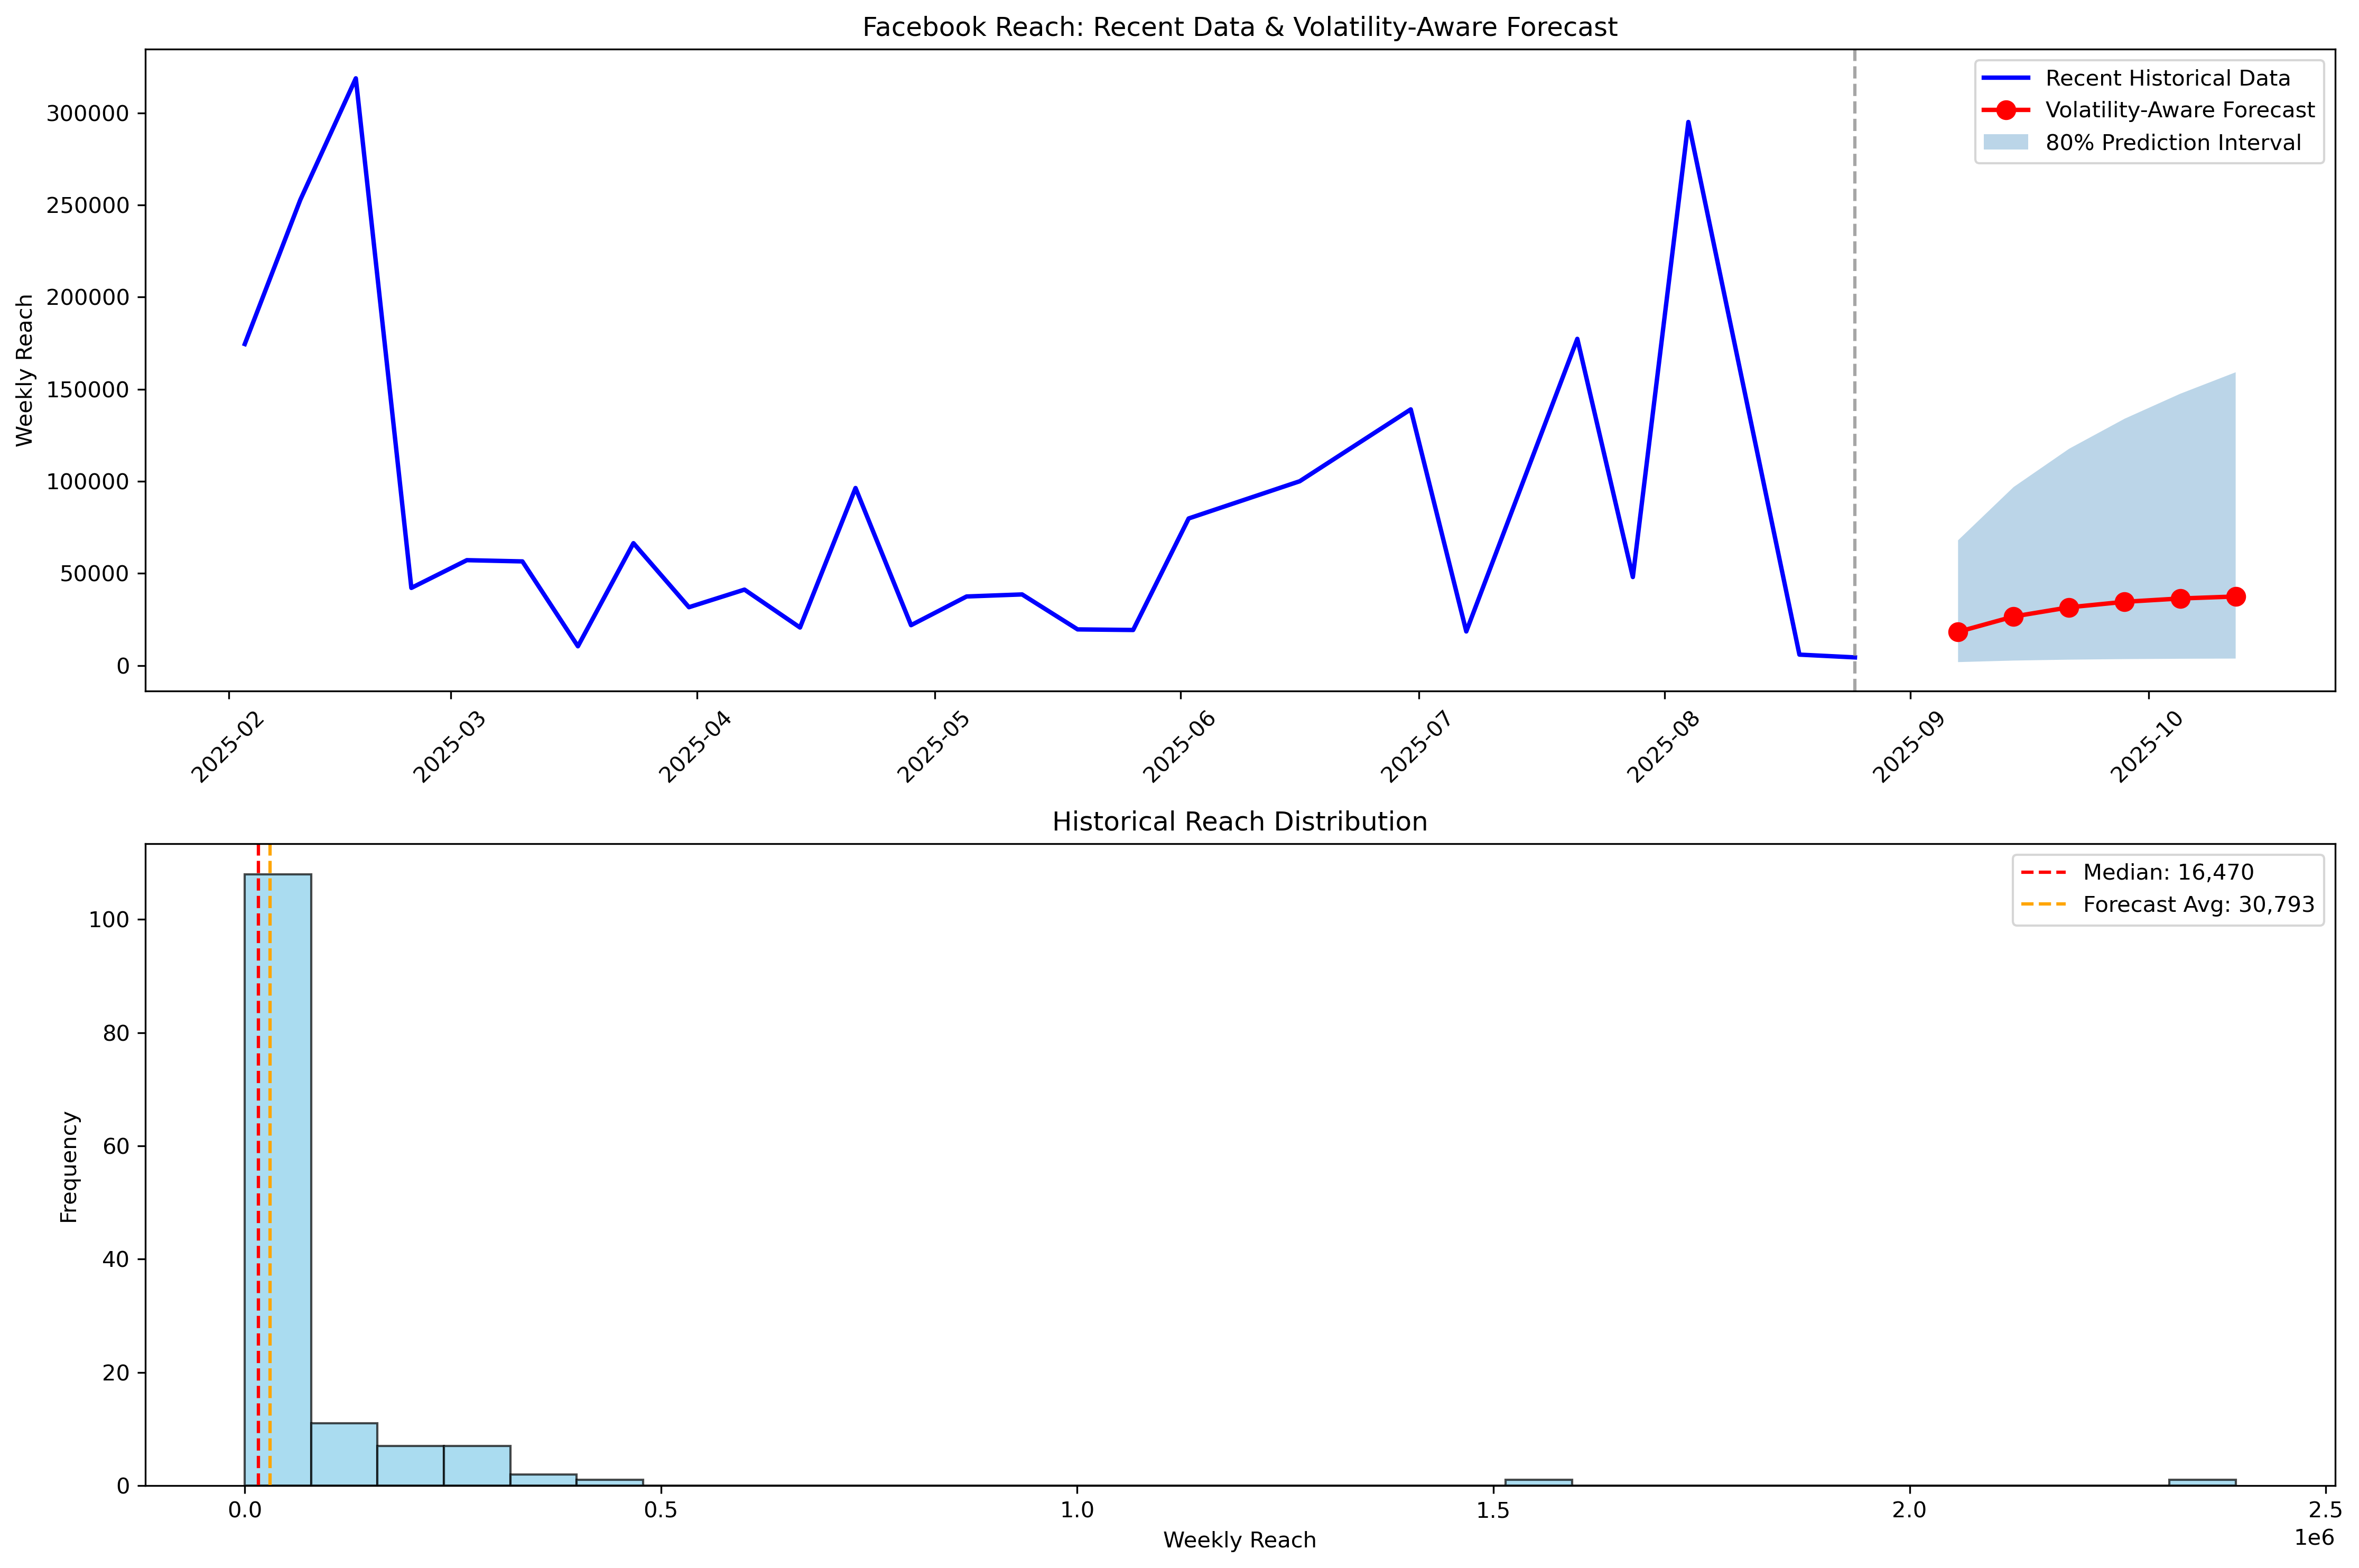 Facebook Reach: Recent Data & Volatility-Aware Forecast
Weekly Reach
300000
250000
200000
150000
100000
50000
0
Recent Historical Data
Volatility-Aware Forecast
80% Prediction Interval
2025-02
2025-03
2025-04
2025-05
2025-06
2025-07
2025-08
2025-09
2025-10
Historical Reach Distribution
Frequency
100
80
60
40
20
0
Median: 16,470
Forecast Avg: 30,793
0.0
0.5
1.0
1.5
2.0
2.5
1e6
Weekly Reach